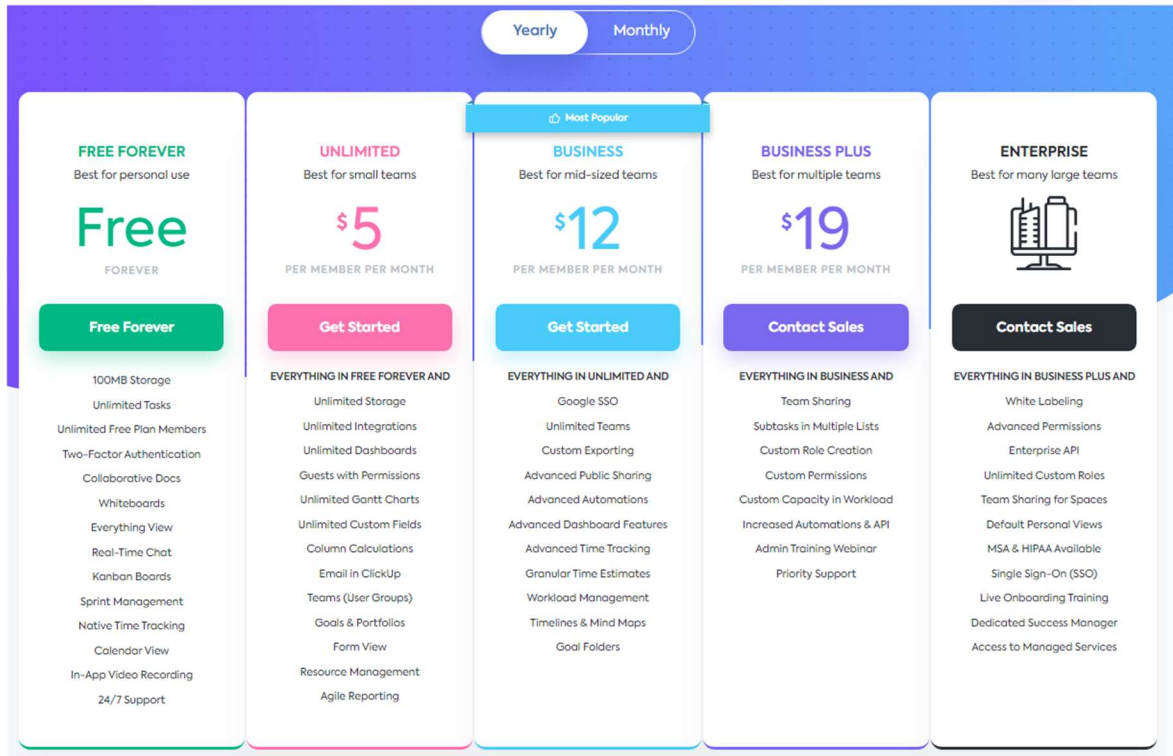 Yearly
Monthly
FREE FOREVER
Best for personal use
Free
FOREVER
Free Forever
100MB Storage
Unlimited Tasks
Unlimited Free Plan Members
Two-Factor Authentication
Collaborative Docs
Whiteboards
Everything View
Real-Time Chat
Kanban Boards
Sprint Management
Native Time Tracking
Calendar View
In-App Video Recording
24/7 Support
UNLIMITED
Best for small teams
$5
PER MEMBER PER MONTH
Get Started
EVERYTHING IN FREE FOREVER AND
Unlimited Storage
Unlimited Integrations
Unlimited Dashboards
Guests with Permissions
Unlimited Gantt Charts
Unlimited Custom Fields
Column Calculations
Email in ClickUp
Teams (User Groups)
Goals & Portfolios
Form View
Resource Management
Agile Reporting
Most Popular
BUSINESS
Best for mid-sized teams
$12
PER MEMBER PER MONTH
Get Started
EVERYTHING IN UNLIMITED AND
Google SSO
Unlimited Teams
Custom Exporting
Advanced Public Sharing
Advanced Automations
Advanced Dashboard Features
Advanced Time Tracking
Granular Time Estimates
Workload Management
Timelines & Mind Maps
Goal Folders
BUSINESS PLUS
Best for multiple teams
$19
PER MEMBER PER MONTH
Contact Sales
EVERYTHING IN BUSINESS AND
Team Sharing
Subtasks in Multiple Lists
Custom Role Creation
Custom Permissions
Custom Capacity in Workload
Increased Automations & API
Admin Training Webinar
Priority Support
ENTERPRISE
Best for many large teams
Contact Sales
EVERYTHING IN BUSINESS PLUS AND
White Labeling
Advanced Permissions
Enterprise API
Unlimited Custom Roles
Team Sharing for Spaces
Default Personal Views
MSA & HIPAA Available
Single Sign-On (SSO)
Live Onboarding Training
Dedicated Success Manager
Access to Managed Services